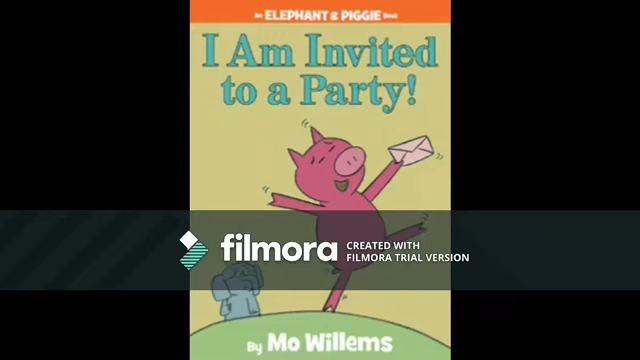 An ELEPHANT & PIGGIE Book
I Am Invited
to a Party!
filmora
CREATED WITH
FILMORA TRIAL VERSION
By Mo Willems